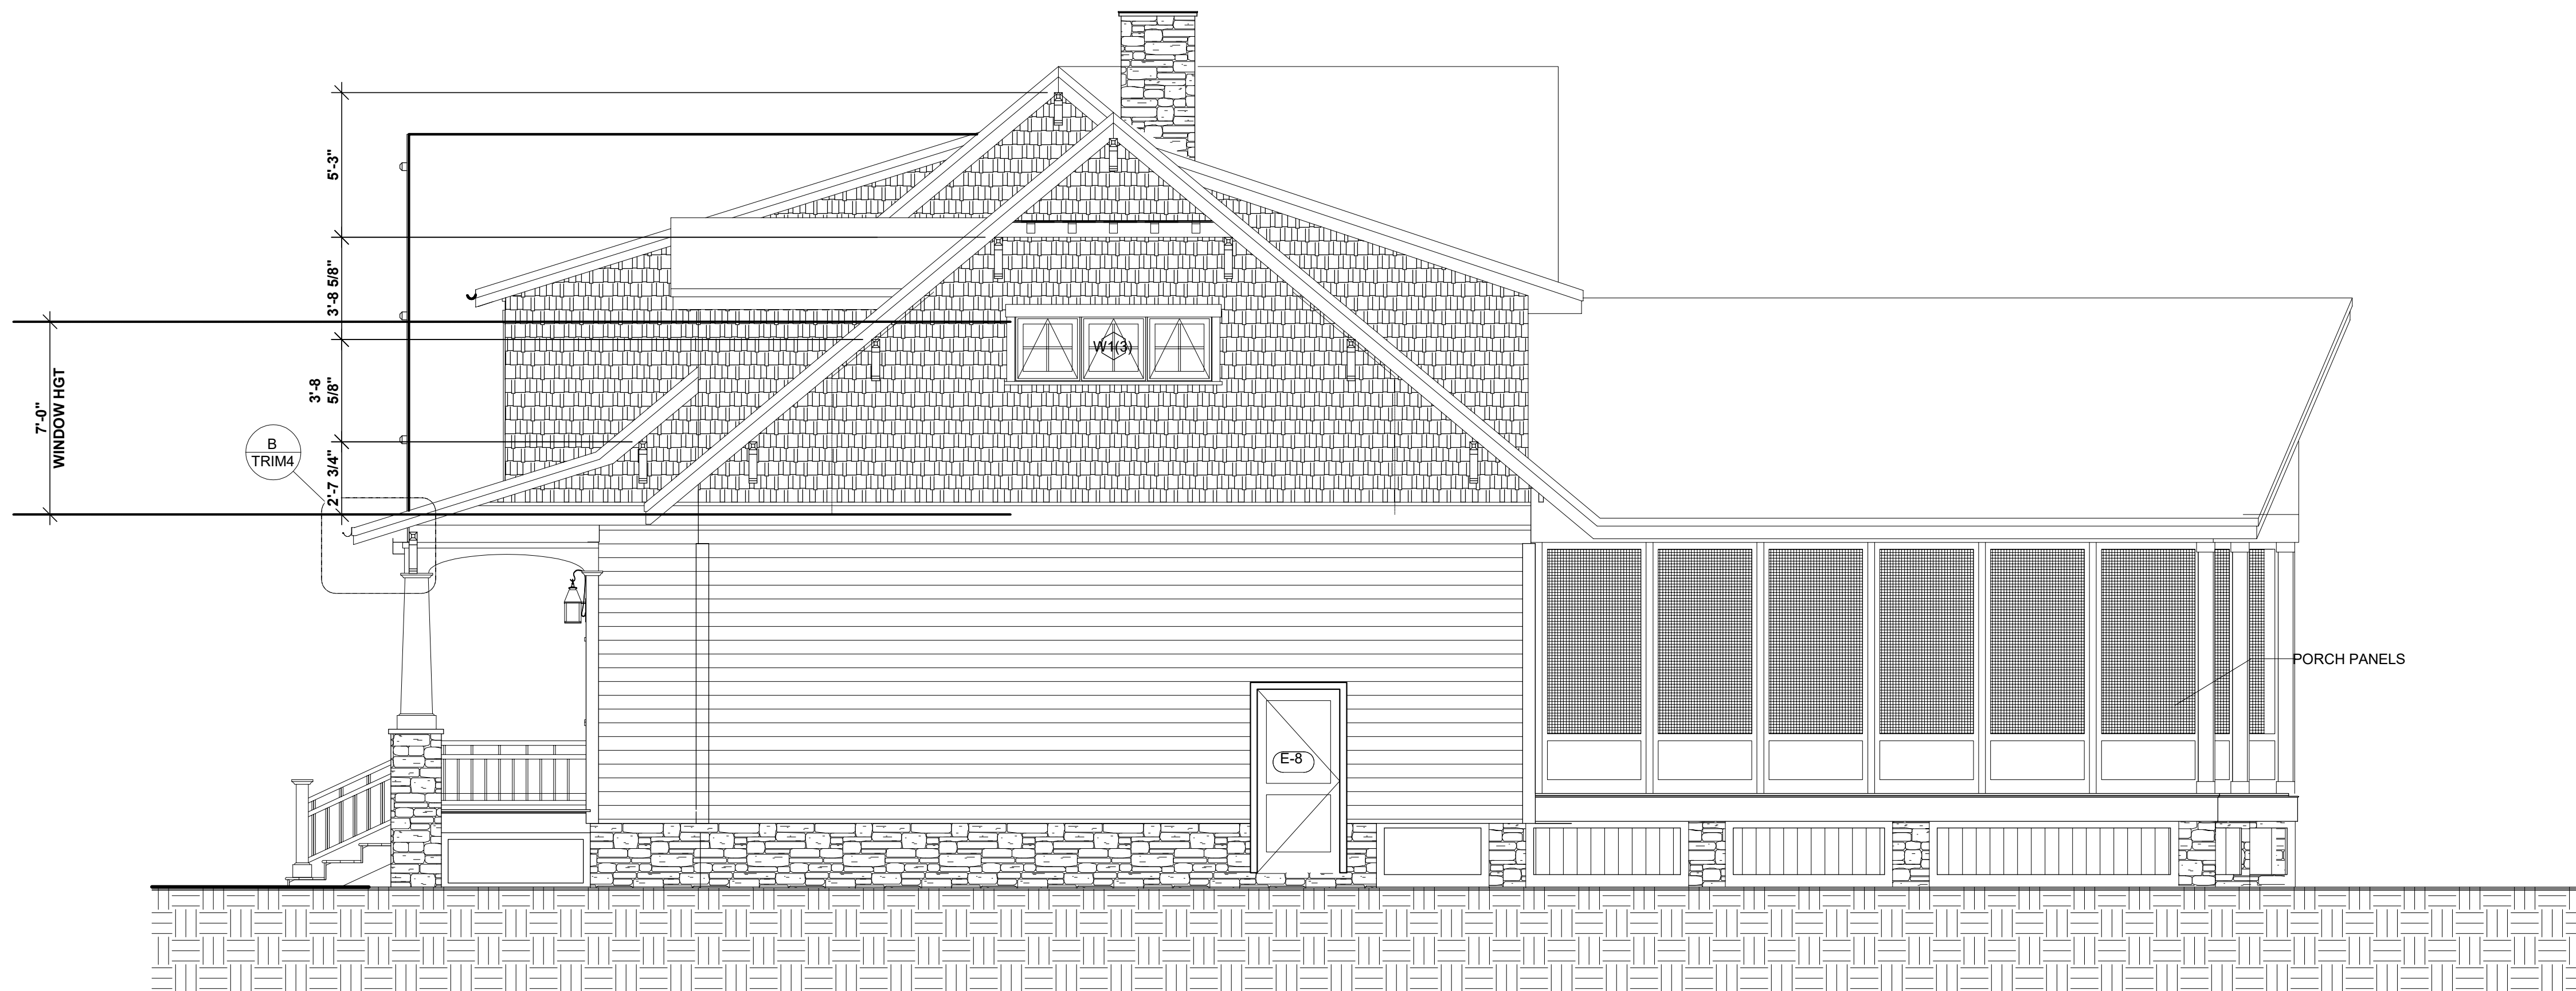 5'-3"
3'-8 5/8"
3'-8
5/8"
2'-7 3/4"
7'-0"
WINDOW HGT
B
TRIM4
W1(3)
E-8
PORCH PANELS